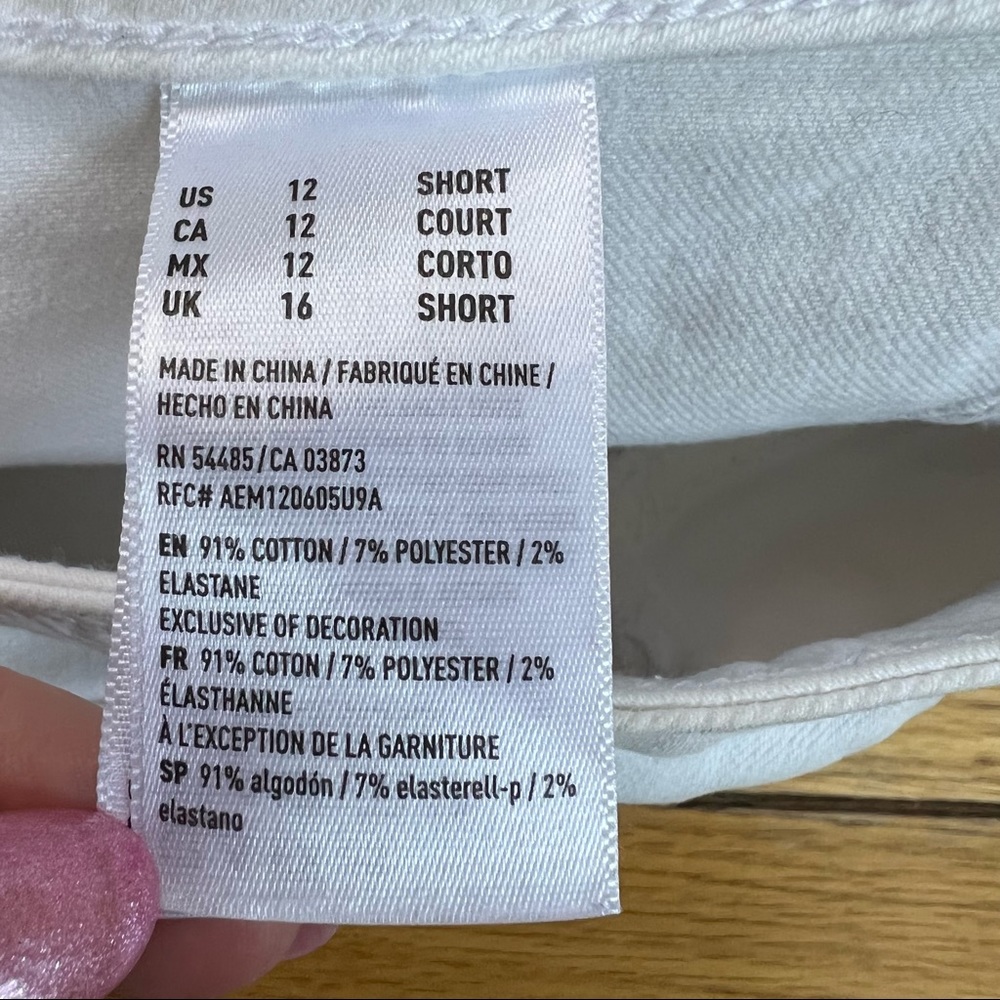 US 12 SHORT
CA 12 COURT
MX 12 CORTO
UK 16 SHORT
MADE IN CHINA / FABRIQUÉ EN CHINE /
HECHO EN CHINA
RN 54485/CA 03873
RFC# AEM120605U9A
EN 91% COTTON / 7% POLYESTER / 2%
ELASTANE
EXCLUSIVE OF DECORATION
FR 91% COTON / 7% POLYESTER / 2%
ÉLASTHANNE
À L'EXCEPTION DE LA GARNITURE
SP 91% algodón / 7% elasterell-p / 2%
elastano